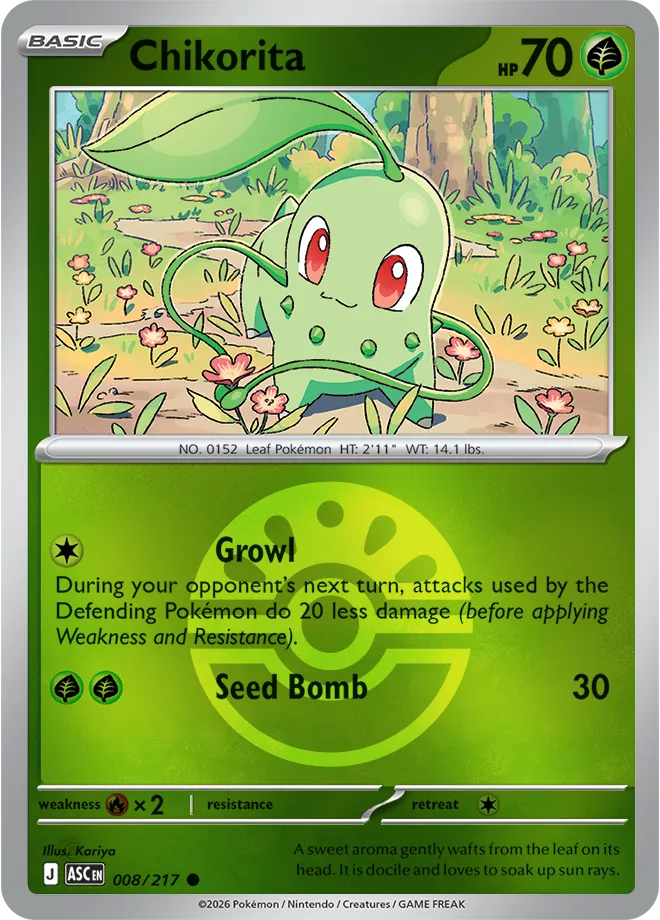 BASIC Chikorita HP 70
NO. 0152 Leaf Pokémon HT: 2'11" WT: 14.1 lbs.
Growl
During your opponent's next turn, attacks used by the
Defending Pokémon do 20 less damage (before applying
Weakness and Resistance).
Seed Bomb 30
weakness ×2 resistance retreat
Illus. Kariya
A sweet aroma gently wafts from the leaf on its
head. It is docile and loves to soak up sun rays.
J ASC EN 008/217
©2026 Pokémon / Nintendo / Creatures / GAME FREAK